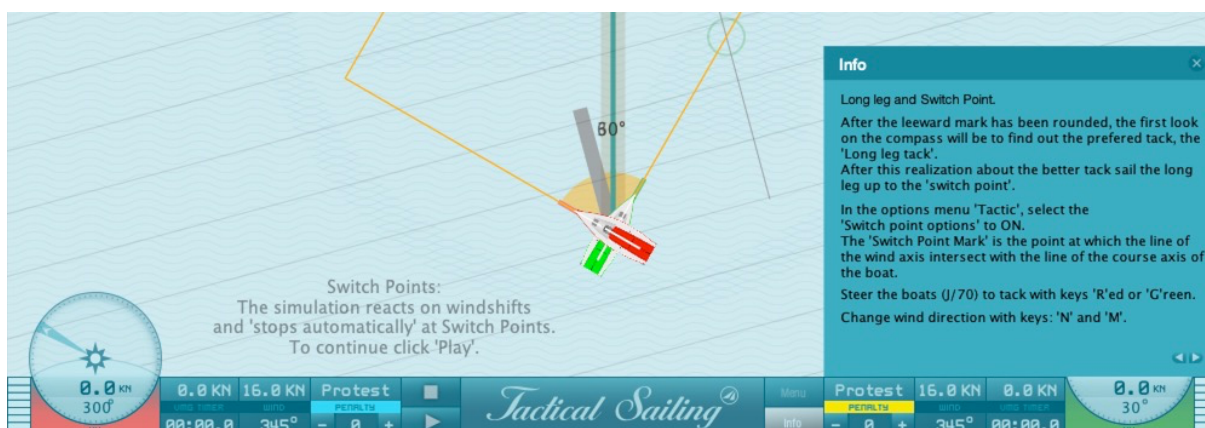 Info
Long leg and Switch Point.
After the leeward mark has been rounded, the first look
on the compass will be to find out the prefered tack, the
'Long leg tack'.
After this realization about the better tack sail the long
leg up to the 'switch point'.
In the options menu 'Tactic', select the
'Switch point options' to ON.
The 'Switch Point Mark' is the point at which the line of
the wind axis intersect with the line of the course axis of
the boat.
Steer the boats (J/70) to tack with keys 'R'ed or 'G'reen.
Change wind direction with keys: 'N' and 'M'.
Switch Points:
The simulation reacts on windshifts
and 'stops automatically' at Switch Points.
To continue click 'Play'.
0.0 KN
300°
0.0 KN 16.0 KN Protest
VMG TIMER WIND PENALTY
00:00.0 345° - 0 +
Tactical Sailing
Menu
Info
Protest 16.0 KN 0.0 KN
PENALTY WIND VMG TIMER
- 0 + 345° 00:00.0
0.0 KN
30°